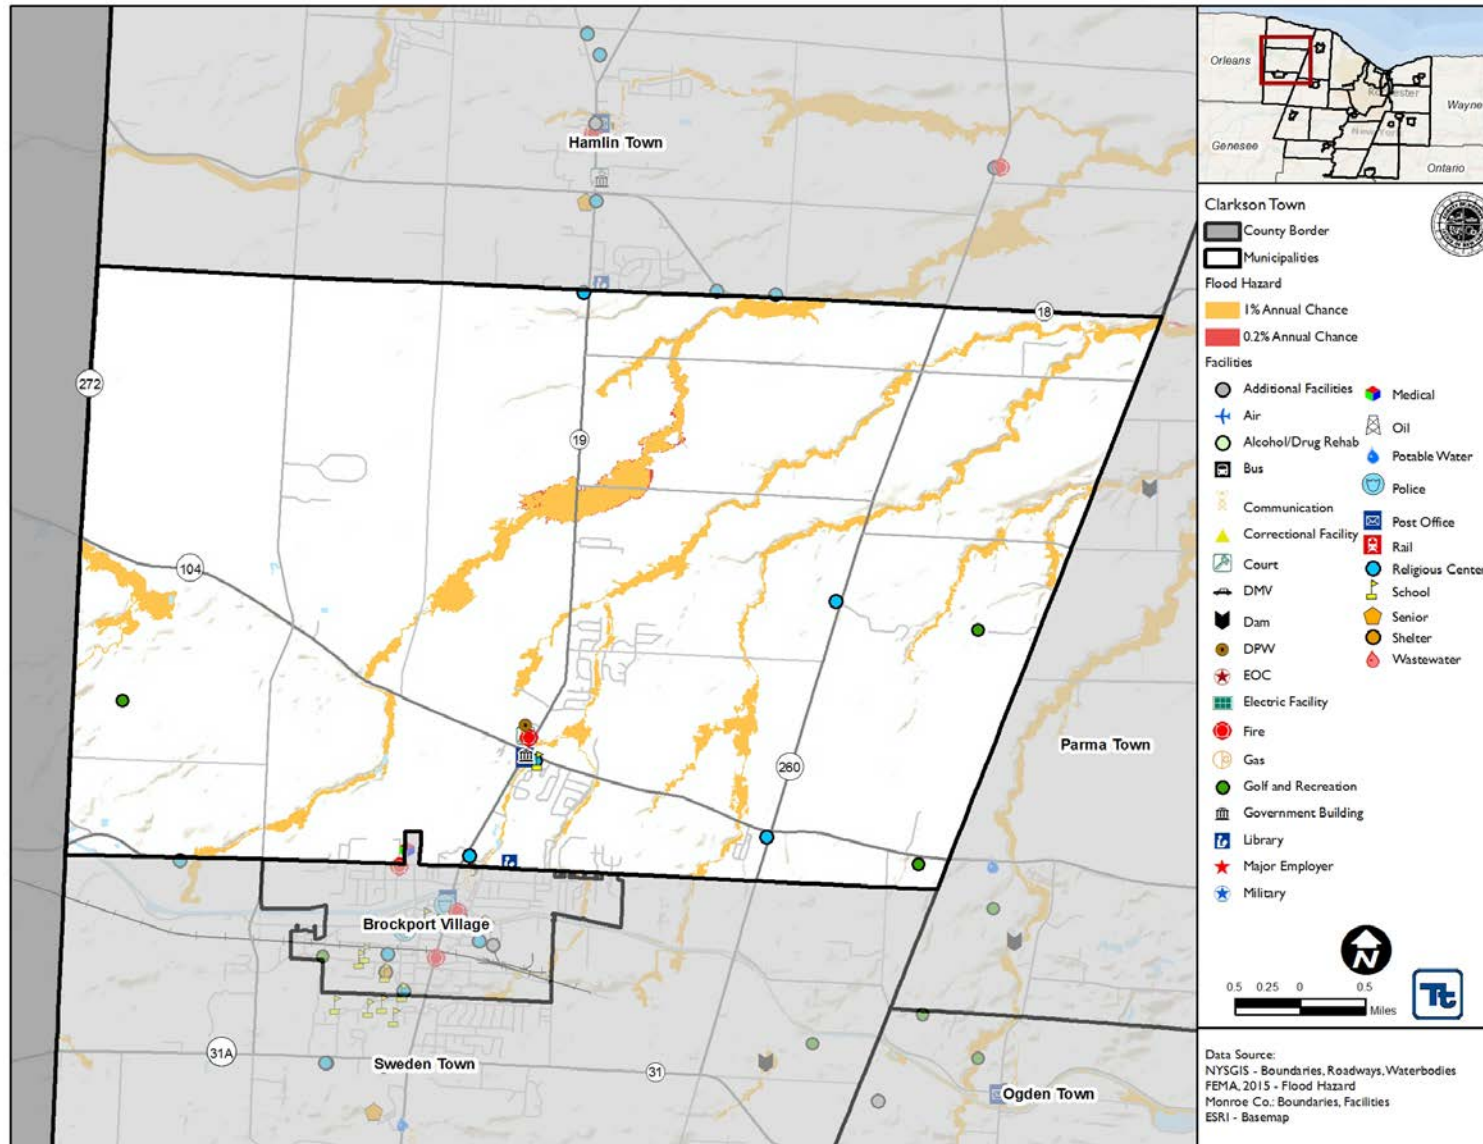 Orleans
Wayne
Genesee
Ontario
Hamlin Town
18
272
19
104
260
Parma Town
Brockport Village
31A
Sweden Town
31
Ogden Town
Clarkson Town
County Border
Municipalities
Flood Hazard
1% Annual Chance
0.2% Annual Chance
Facilities
Additional Facilities
Air
Alcohol/Drug Rehab
Bus
Communication
Correctional Facility
Court
DMV
Dam
DPW
EOC
Electric Facility
Fire
Gas
Golf and Recreation
Government Building
Library
Major Employer
Military
Medical
Oil
Potable Water
Police
Post Office
Rail
Religious Center
School
Senior
Shelter
Wastewater
N
0.5 0.25 0 0.5
Miles
Tt
Data Source:
NYSGIS - Boundaries, Roadways, Waterbodies
FEMA, 2015 - Flood Hazard
Monroe Co.: Boundaries, Facilities
ESRI - Basemap